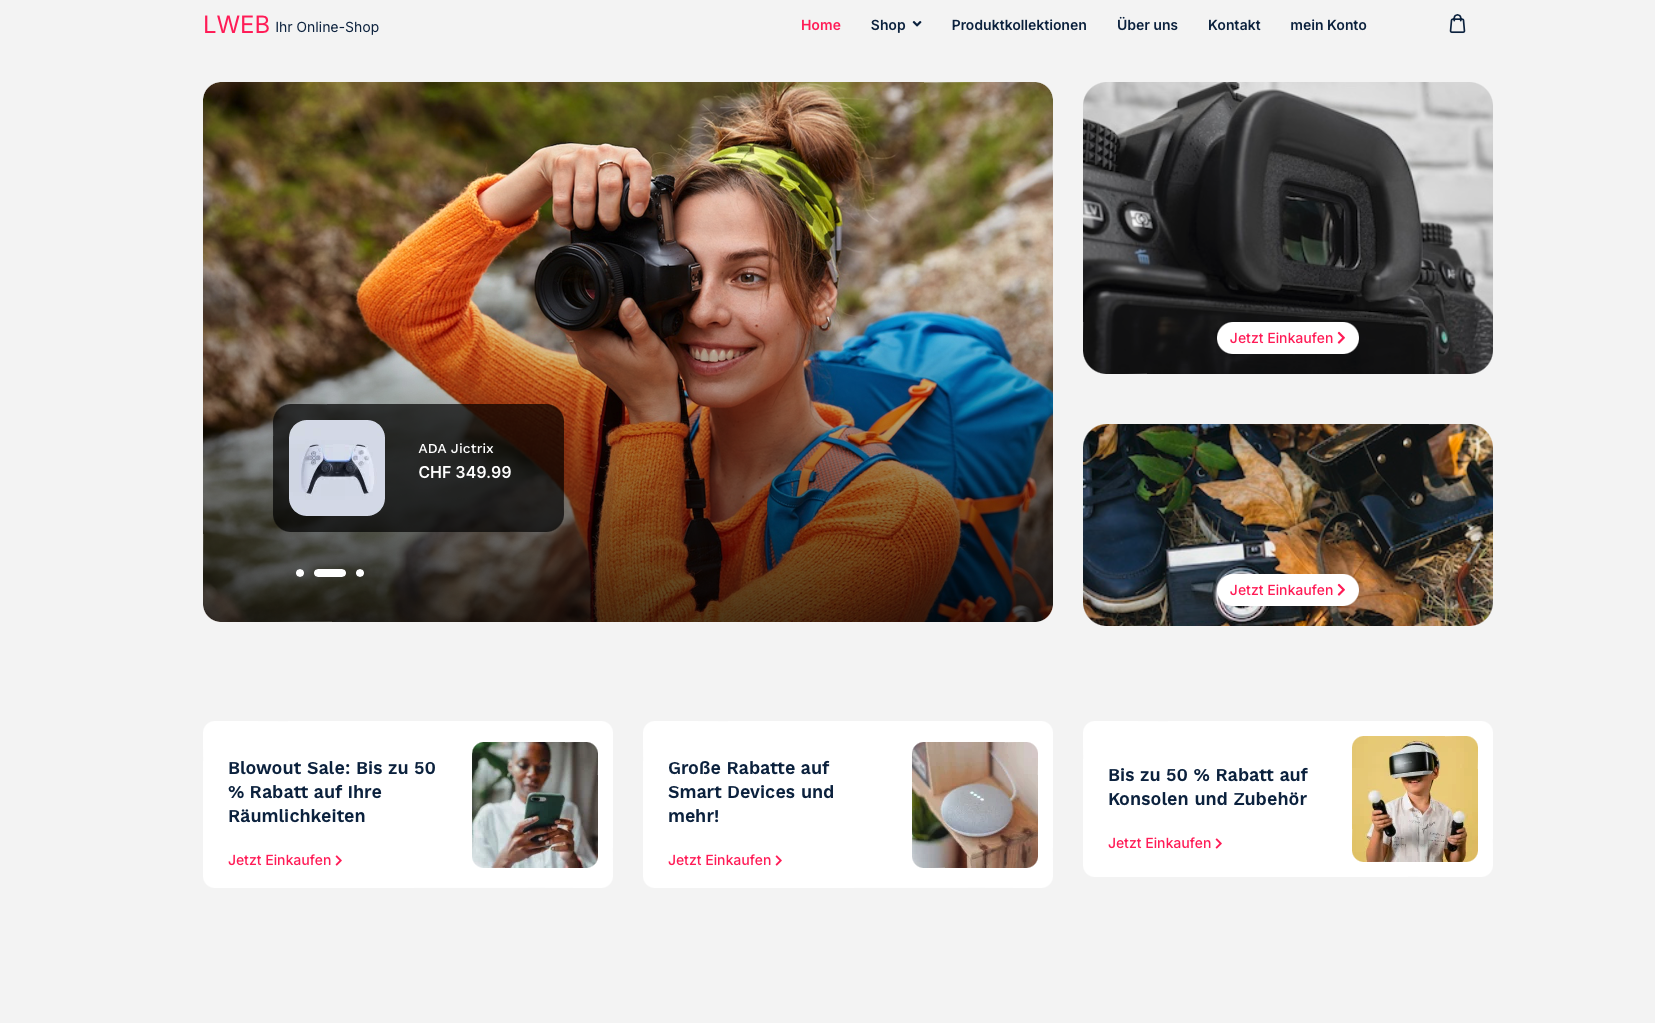 LWEB Ihr Online-Shop
Home Shop Produktkollektionen Über uns Kontakt mein Konto
ADA Jictrix
CHF 349.99
Jetzt Einkaufen
Jetzt Einkaufen
Blowout Sale: Bis zu 50
% Rabatt auf Ihre
Räumlichkeiten
Jetzt Einkaufen
Große Rabatte auf
Smart Devices und
mehr!
Jetzt Einkaufen
Bis zu 50 % Rabatt auf
Konsolen und Zubehör
Jetzt Einkaufen